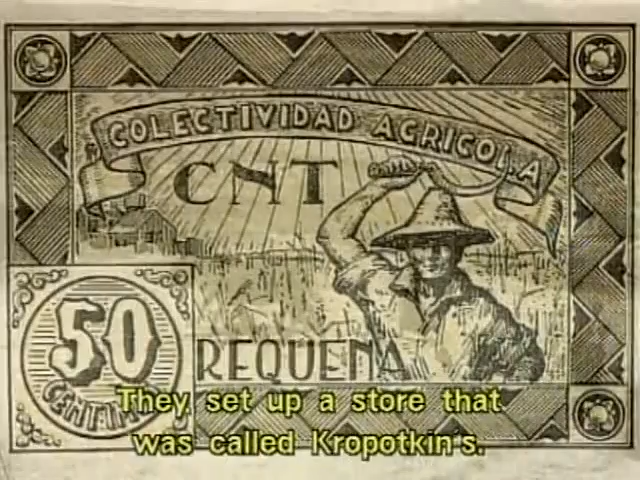 COLECTIVIDAD AGRICOLA
CNT
50
CENTIMOS
REQUENA
They set up a store that
was called Kropotkin's.